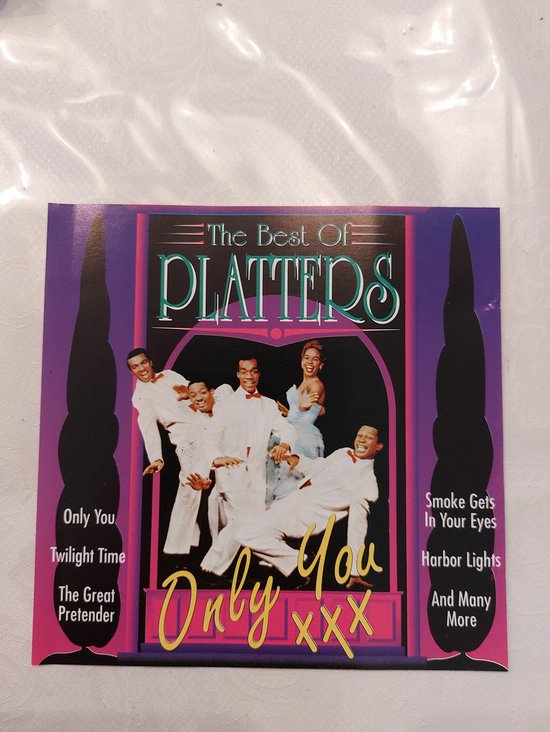 The Best Of
PLATTERS
Only You
Twilight Time
The Great
Pretender
Smoke Gets
In Your Eyes
Harbor Lights
And Many
More
Only You
xxx